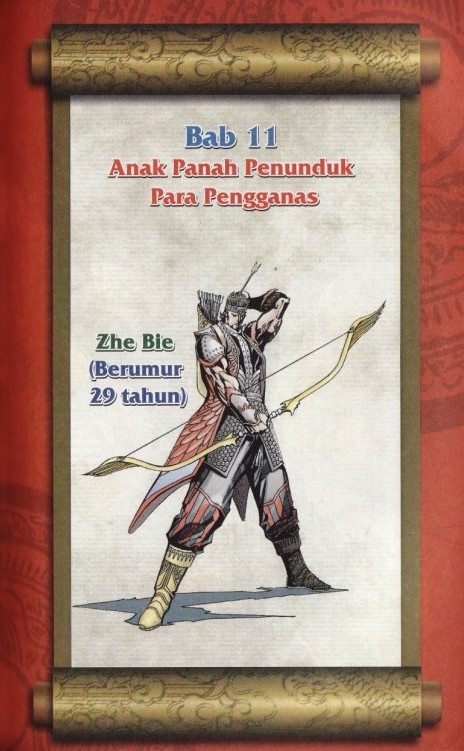 Bab 11
Anak Panah Penunduk
Para Pengganas
Zhe Bie
(Berumur
29 tahun)